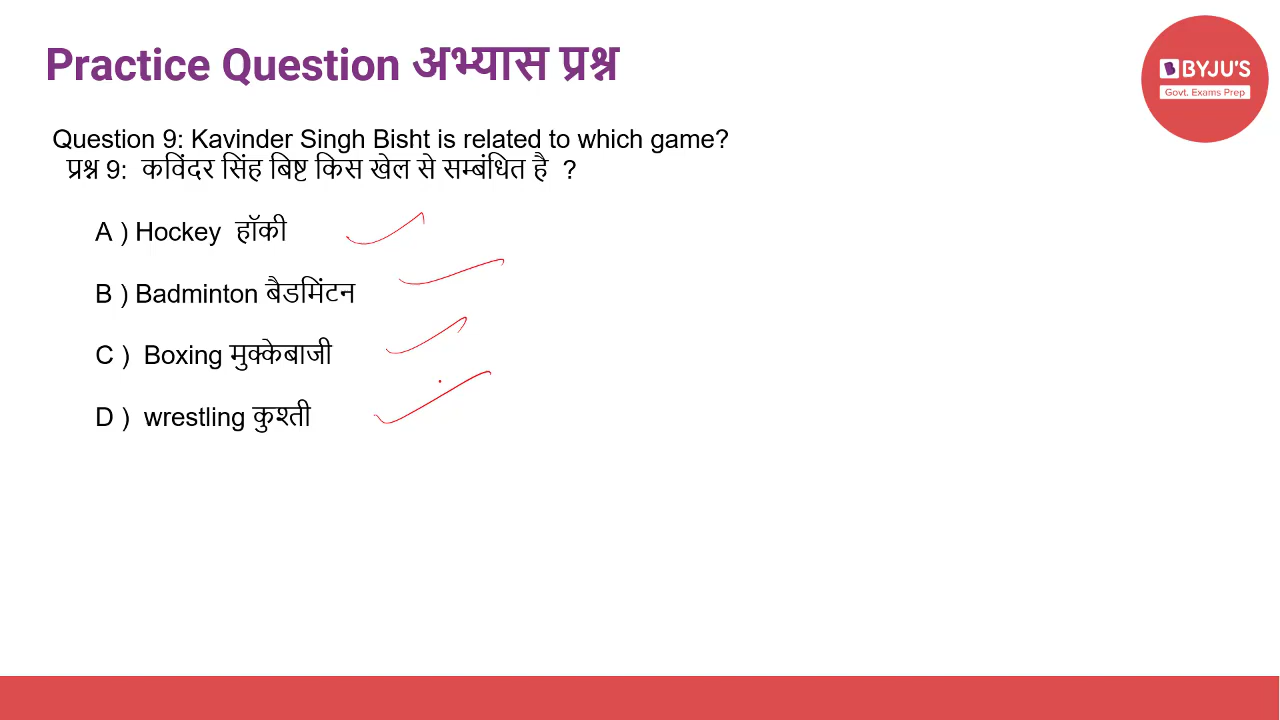 Practice Question अभ्यास प्रश्न
BYJU'S
Govt. Exams Prep
Question 9: Kavinder Singh Bisht is related to which game?
प्रश्न 9: कविंदर सिंह बिष्ट किस खेल से सम्बंधित है ?
A ) Hockey हॉकी
B ) Badminton बैडमिंटन
C ) Boxing मुक्केबाजी
D ) wrestling कुश्ती